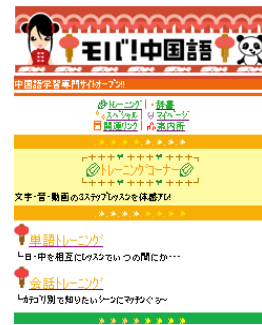 モバ!中国語
中国語学習専門サイトオープン!!
トレーニング・辞書
スペシャル マイページ
関連リンク 案内所
トレーニングコーナー
文字・音・動画の3ステップレッスンを体感アレ!
単語トレーニング
└日・中を相互にレッスンでいつの間にか・・・
会話トレーニング
└カテゴリ別で知りたいシーンにマッチングぅ~